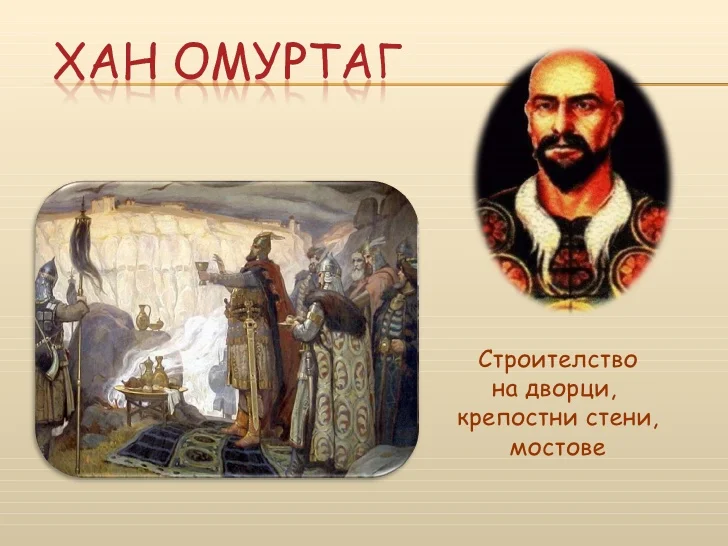 ХАН ОМУРТАГ
Строителство
на дворци,
крепостни стени,
мостове